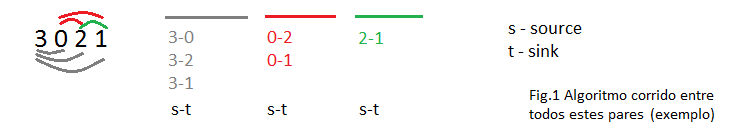 3 0 2 1
3-0
3-2
3-1
s-t
0-2
0-1
s-t
2-1
s-t
s - source
t - sink
Fig.1 Algoritmo corrido entre
todos estes pares (exemplo)